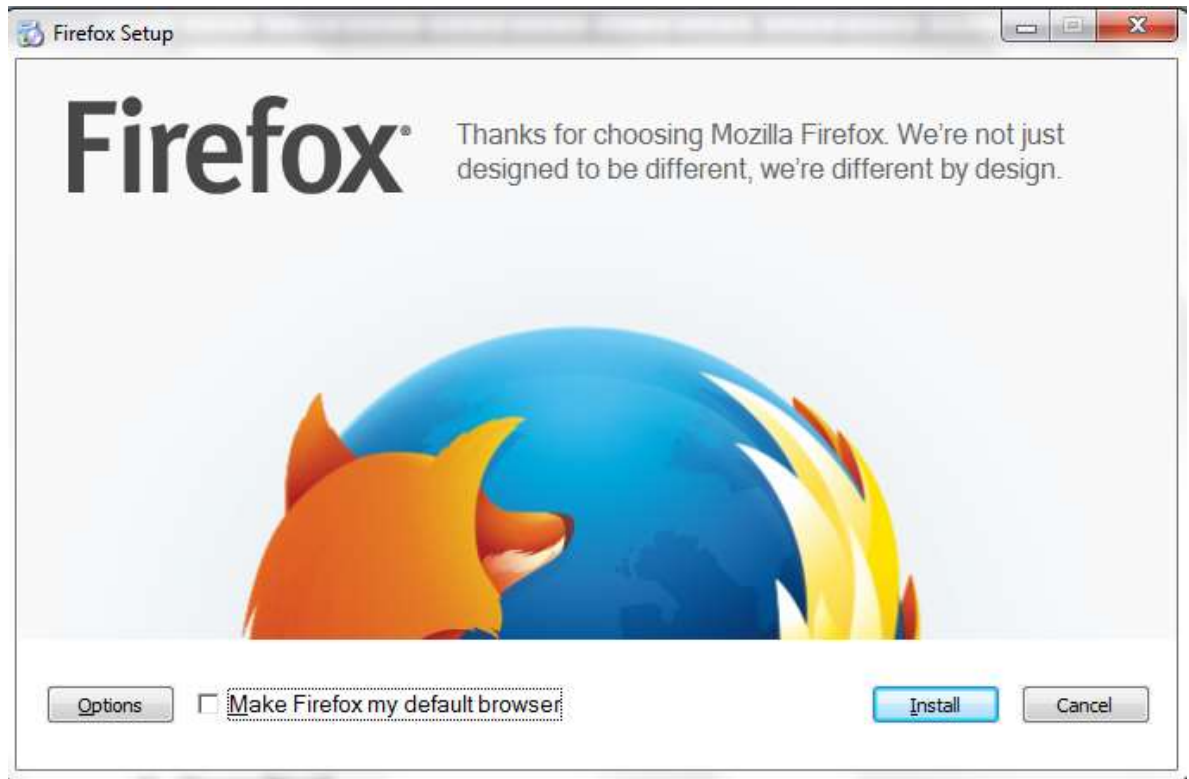 Firefox Setup
Firefox®
Thanks for choosing Mozilla Firefox. We're not just
designed to be different, we're different by design.
Options
Make Firefox my default browser
Install
Cancel